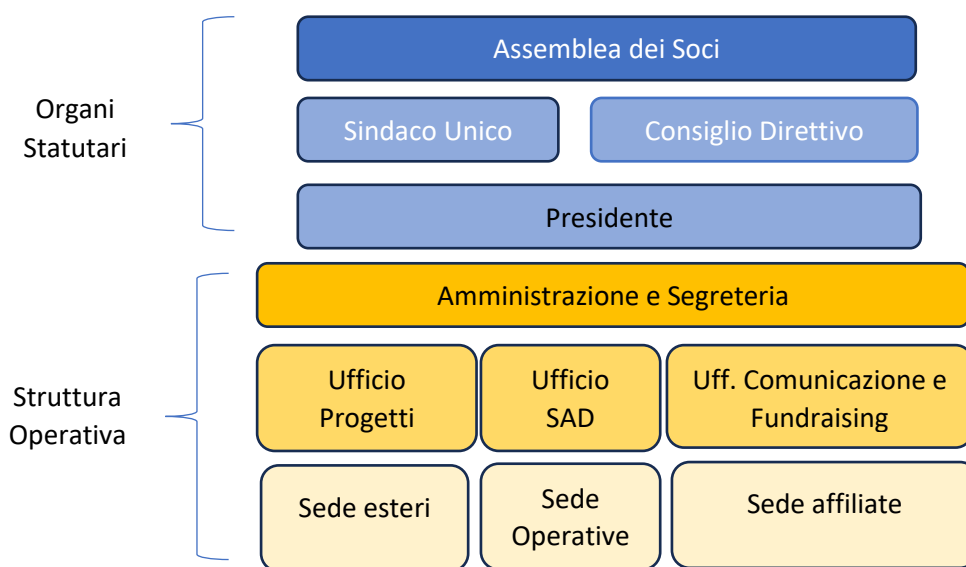 Assemblea dei Soci
Organi
Statutari
Sindaco Unico
Consiglio Direttivo
Presidente
Amministrazione e Segreteria
Struttura
Operativa
Ufficio
Progetti
Ufficio
SAD
Uff. Comunicazione e
Fundraising
Sede esteri
Sede
Operative
Sede affiliate